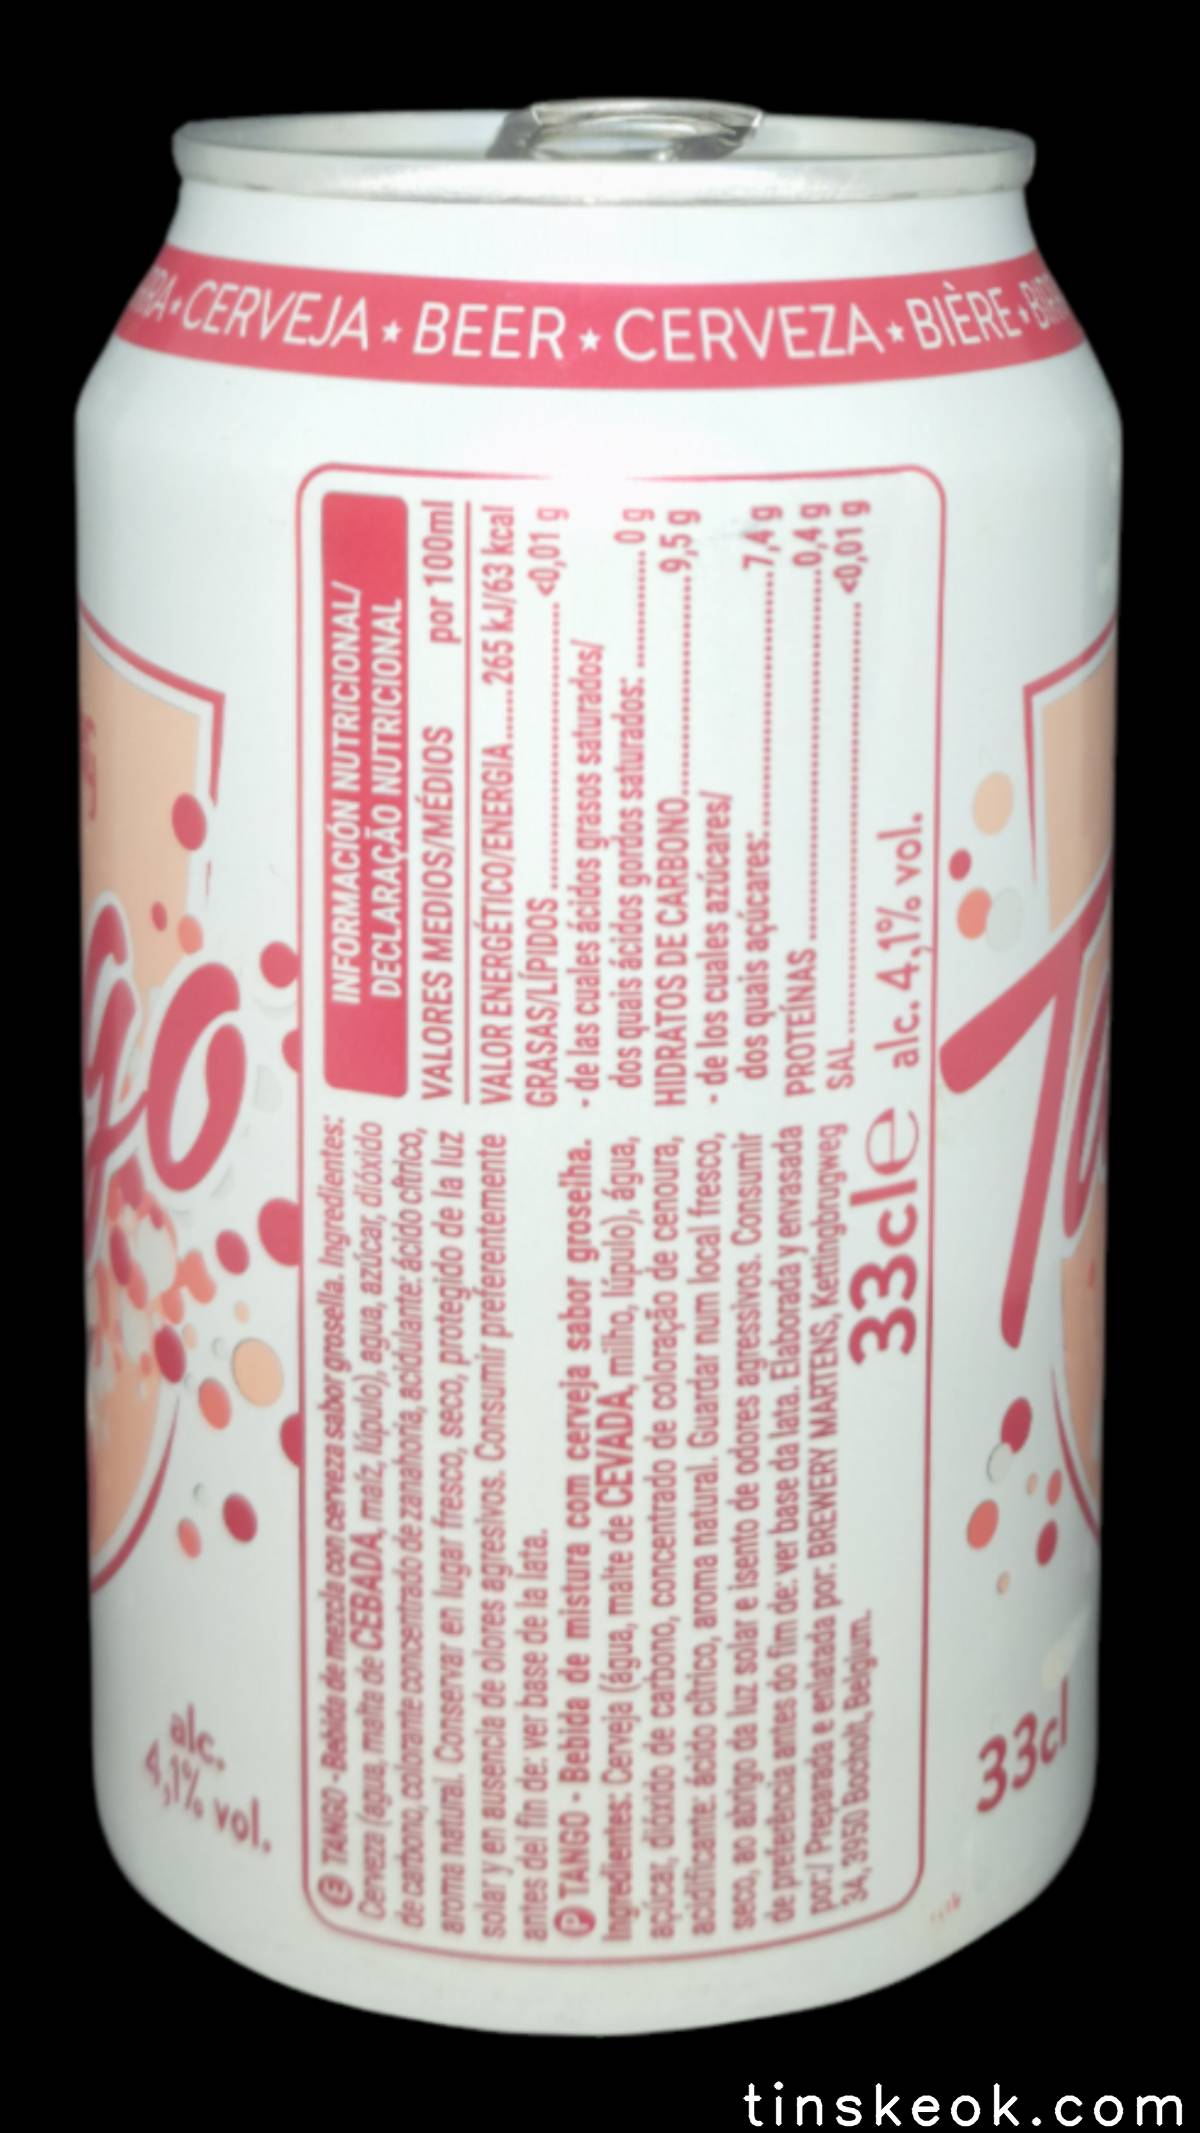 CERVEJA ★ BEER ★ CERVEZA ★ BIÈRE
INFORMACIÓN NUTRICIONAL/
DECLARAÇÃO NUTRICIONAL
VALORES MEDIOS/MÉDIOS por 100ml
VALOR ENERGÉTICO/ENERGIA......265 kJ/63 kcal
GRASAS/LÍPIDOS ........ <0,01 g
- de las cuales ácidos grasos saturados/
dos quais ácidos gordos saturados: ........ 0 g
HIDRATOS DE CARBONO........ 9,5 g
- de los cuales azúcares/
dos quais açúcares:........ 7,4 g
PROTEÍNAS ........ 0,4 g
SAL........ <0,01 g
E TANGO - Bebida de mezcla con cerveza sabor grosella. Ingredientes:
Cerveza (agua, malta de CEBADA, maíz, lúpulo), agua, azúcar, dióxido
de carbono, colorante concentrado de zanahoria, acidulante: ácido cítrico,
aroma natural. Conservar en lugar fresco, seco, protegido de la luz
solar y en ausencia de olores agresivos. Consumir preferentemente
antes del fin de: ver base de la lata.
P TANGO - Bebida de mistura com cerveja sabor groselha.
Ingredientes: Cerveja (água, malte de CEVADA, milho, lúpulo), água,
açúcar, dióxido de carbono, concentrado de coloração de cenoura,
acidificante: ácido cítrico, aroma natural. Guardar num local fresco,
seco, ao abrigo da luz solar e isento de odores agressivos. Consumir
de preferência antes do fim de: ver base da lata. Elaborada y envasada
por:/ Preparada e enlatada por: BREWERY MARTENS, Kettingbrugweg
34, 3950 Bocholt, Belgium.
33cl e alc. 4,1% vol.
alc.
4,1% vol.
33cl
tinskeok.com